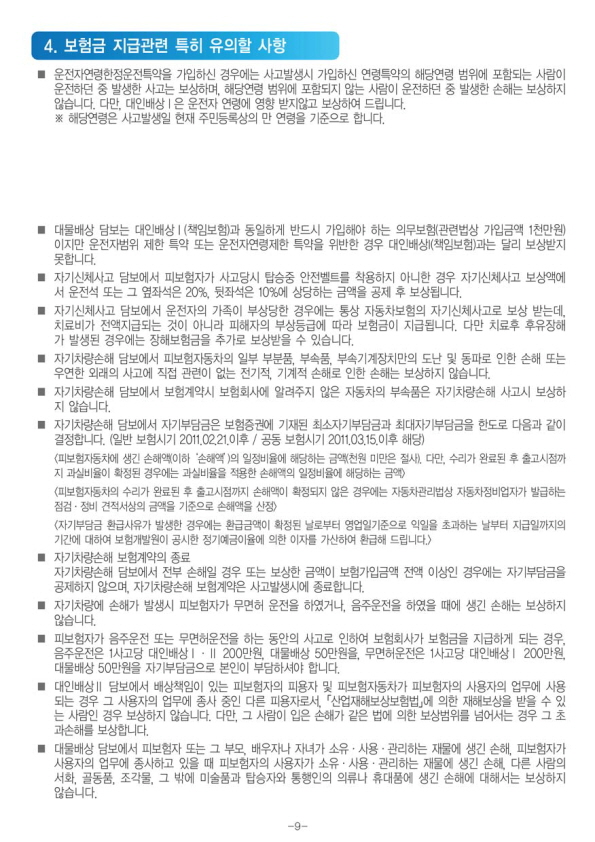 4. 보험금 지급관련 특히 유의할 사항
■ 운전자연령한정운전특약을 가입하신 경우에는 사고발생시 가입하신 연령특약의 해당연령 범위에 포함되는 사람이
운전하던 중 발생한 사고는 보상하며, 해당연령 범위에 포함되지 않는 사람이 운전하던 중 발생한 손해는 보상하지
않습니다. 다만, 대인배상Ⅰ은 운전자 연령에 영향 받지않고 보상하여 드립니다.
※ 해당연령은 사고발생일 현재 주민등록상의 만 연령을 기준으로 합니다.
■ 대물배상 담보는 대인배상Ⅰ(책임보험)과 동일하게 반드시 가입해야 하는 의무보험(관련법상 가입금액 1천만원)
이지만 운전자범위 제한 특약 또는 운전자연령제한 특약을 위반한 경우 대인배상Ⅰ(책임보험)과는 달리 보상받지
못합니다.
■ 자기신체사고 담보에서 피보험자가 사고당시 탑승중 안전벨트를 착용하지 아니한 경우 자기신체사고 보상액에
서 운전석 또는 그 옆좌석은 20%, 뒷좌석은 10%에 상당하는 금액을 공제 후 보상됩니다.
■ 자기신체사고 담보에서 운전자의 가족이 부상당한 경우에는 통상 자동차보험의 자기신체사고로 보상 받는데,
치료비가 전액지급되는 것이 아니라 피해자의 부상등급에 따라 보험금이 지급됩니다. 다만 치료후 후유장해
가 발생된 경우에는 장해보험금을 추가로 보상받을 수 있습니다.
■ 자기차량손해 담보에서 피보험자동차의 일부 부분품, 부속품, 부속기계장치만의 도난 및 동파로 인한 손해 또는
우연한 외래의 사고에 직접 관련이 없는 전기적, 기계적 손해로 인한 손해는 보상하지 않습니다.
■ 자기차량손해 담보에서 보험계약시 보험회사에 알려주지 않은 자동차의 부속품은 자기차량손해 사고시 보상하
지 않습니다.
■ 자기차량손해 담보에서 자기부담금은 보험증권에 기재된 최소자기부담금과 최대자기부담금을 한도로 다음과 같이
결정합니다. (일반 보험시기 2011.02.21.이후 / 공동 보험시기 2011.03.15.이후 해당)
〈피보험자동차에 생긴 손해액(이하 '손해액')의 일정비율에 해당하는 금액(천원 미만은 절사). 다만, 수리가 완료된 후 출고시점까
지 과실비율이 확정된 경우에는 과실비율을 적용한 손해액의 일정비율에 해당하는 금액〉
〈피보험자동차의 수리가 완료된 후 출고시점까지 손해액이 확정되지 않은 경우에는 자동차관리법상 자동차정비업자가 발급하는
점검·정비 견적서상의 금액을 기준으로 손해액을 산정〉
〈자기부담금 환급사유가 발생한 경우에는 환급금액이 확정된 날로부터 영업일기준으로 익일을 초과하는 날부터 지급일까지의
기간에 대하여 보험개발원이 공시한 정기예금이율에 의한 이자를 가산하여 환급해 드립니다.〉
■ 자기차량손해 보험계약의 종료
자기차량손해 담보에서 전부 손해일 경우 또는 보상한 금액이 보험가입금액 전액 이상인 경우에는 자기부담금을
공제하지 않으며, 자기차량손해 보험계약은 사고발생시에 종료합니다.
■ 자기차량에 손해가 발생시 피보험자가 무면허 운전을 하였거나, 음주운전을 하였을 때에 생긴 손해는 보상하지
않습니다.
■ 피보험자가 음주운전 또는 무면허운전을 하는 동안의 사고로 인하여 보험회사가 보험금을 지급하게 되는 경우,
음주운전은 1사고당 대인배상Ⅰ·Ⅱ 200만원, 대물배상 50만원을, 무면허운전은 1사고당 대인배상Ⅰ 200만원,
대물배상 50만원을 자기부담금으로 본인이 부담하셔야 합니다.
■ 대인배상Ⅱ 담보에서 배상책임이 있는 피보험자의 피용자 및 피보험자동차가 피보험자의 사용자의 업무에 사용
되는 경우 그 사용자의 업무에 종사 중인 다른 피용자로서, 「산업재해보상보험법」에 의한 재해보상을 받을 수 있
는 사람인 경우 보상하지 않습니다. 다만, 그 사람이 입은 손해가 같은 법에 의한 보상범위를 넘어서는 경우 그 초
과손해를 보상합니다.
■ 대물배상 담보에서 피보험자 또는 그 부모, 배우자나 자녀가 소유·사용·관리하는 재물에 생긴 손해, 피보험자가
사용자의 업무에 종사하고 있을 때 피보험자의 사용자가 소유·사용·관리하는 재물에 생긴 손해, 다른 사람의
서화, 골동품, 조각물, 그 밖에 미술품과 탑승자와 통행인의 의류나 휴대품에 생긴 손해에 대해서는 보상하지
않습니다.
-9-